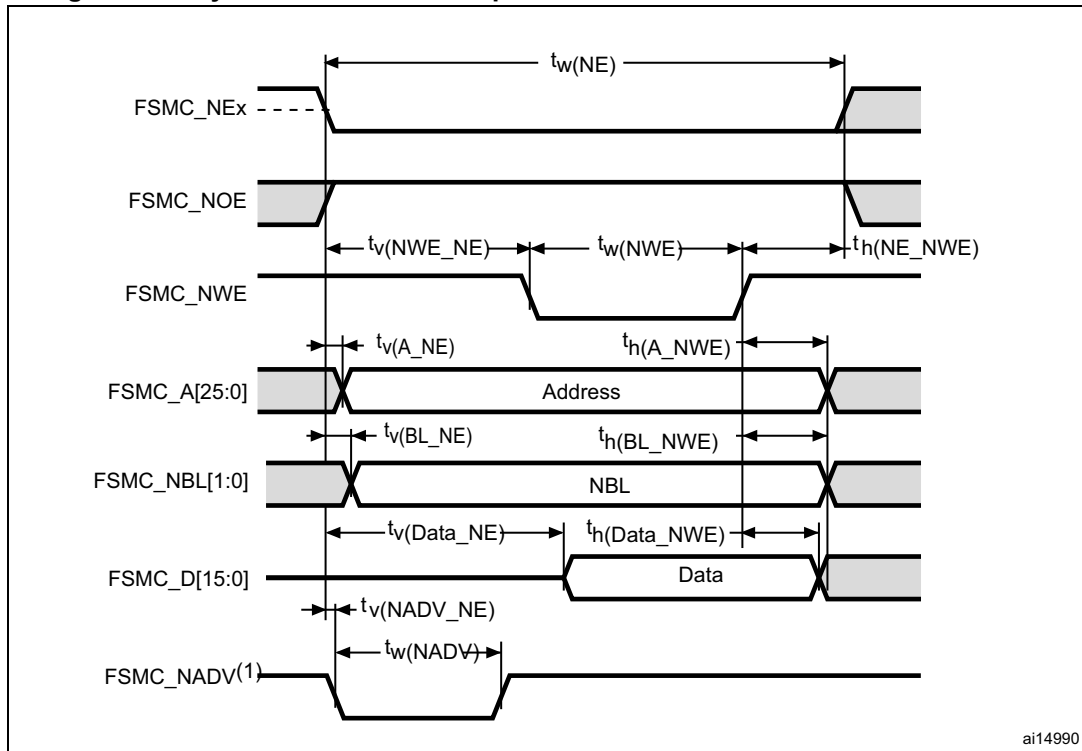 tw(NE)
FSMC_NEx
FSMC_NOE
tv(NWE_NE) tw(NWE) th(NE_NWE)
FSMC_NWE
tv(A_NE) th(A_NWE)
FSMC_A[25:0] Address
tv(BL_NE) th(BL_NWE)
FSMC_NBL[1:0] NBL
tv(Data_NE) th(Data_NWE)
FSMC_D[15:0] Data
tv(NADV_NE)
tw(NADV)
FSMC_NADV(1)
ai14990